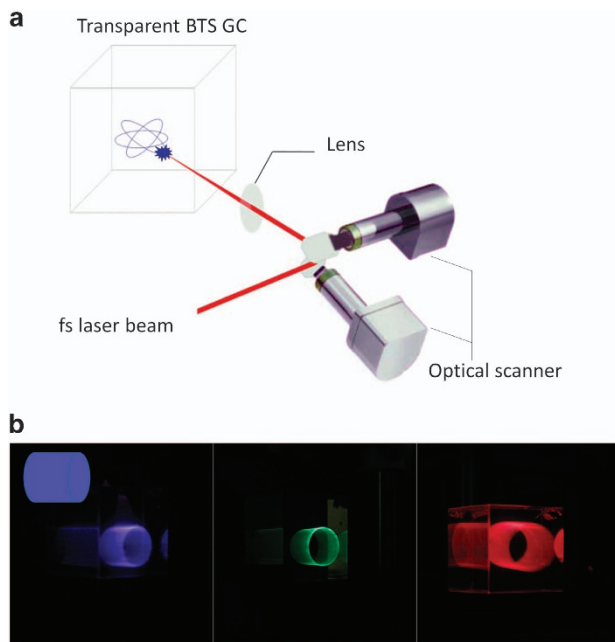 a
Transparent BTS GC
Lens
fs laser beam
Optical scanner
b